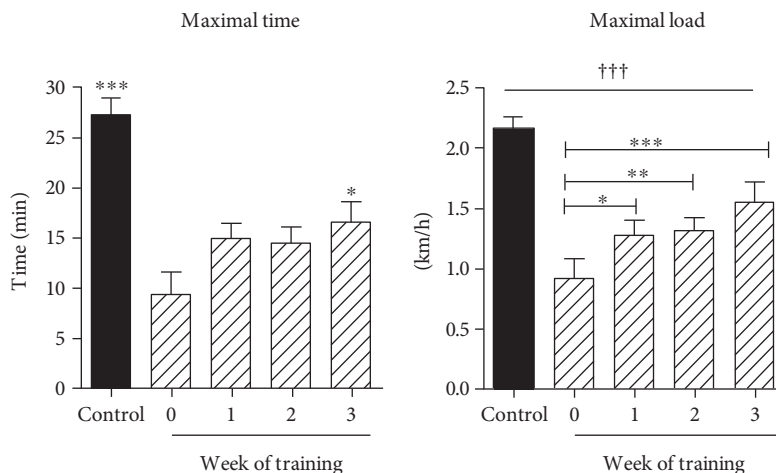 Maximal time
Time (min)
30
25
20
15
10
5
0
***
*
Control 0 1 2 3
Week of training
Maximal load
(km/h)
2.5
2.0
1.5
1.0
0.5
0.0
†††
***
**
*
Control 0 1 2 3
Week of training